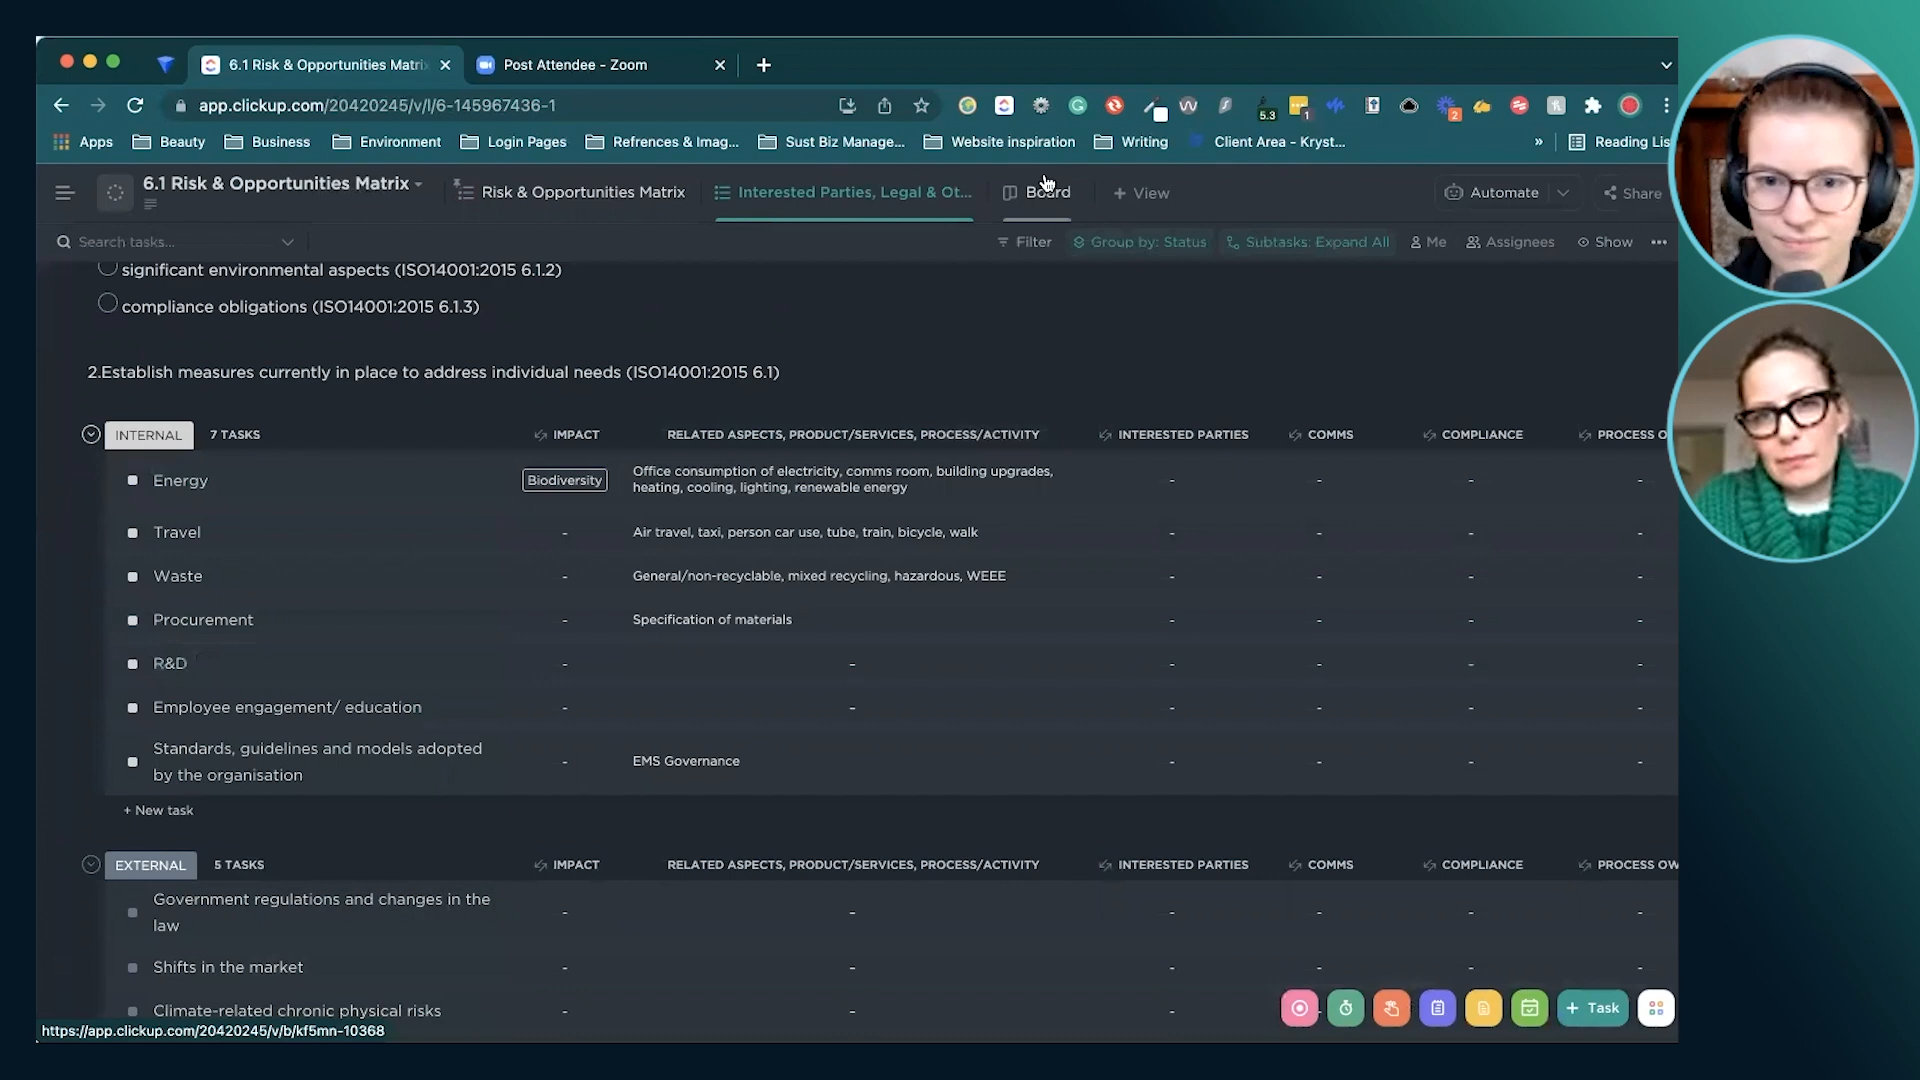 6.1 Risk & Opportunities Matri
Post Attendee - Zoom
app.clickup.com/20420245/v/l/6-145967436-1
5.3
1
2
Apps
Beauty
Business
Environment
Login Pages
Refrences & Imag...
Sust Biz Manage...
Website inspiration
Writing
Client Area - Kryst...
»
Reading Lis
6.1 Risk & Opportunities Matrix
Risk & Opportunities Matrix
Interested Parties, Legal & Ot...
Board
+ View
Automate
Share
Search tasks...
Filter
Group by: Status
Subtasks: Expand All
Me
Assignees
Show
significant environmental aspects (ISO14001:2015 6.1.2)
compliance obligations (ISO14001:2015 6.1.3)
2.Establish measures currently in place to address individual needs (ISO14001:2015 6.1)
INTERNAL 7 TASKS IMPACT RELATED ASPECTS, PRODUCT/SERVICES, PROCESS/ACTIVITY INTERESTED PARTIES COMMS COMPLIANCE PROCESS O
Energy Biodiversity Office consumption of electricity, comms room, building upgrades, - - - -
heating, cooling, lighting, renewable energy
Travel - Air travel, taxi, person car use, tube, train, bicycle, walk - - - -
Waste - General/non-recyclable, mixed recycling, hazardous, WEEE - - - -
Procurement - Specification of materials - - - -
R&D - - - - - -
Employee engagement/ education - - - - - -
Standards, guidelines and models adopted
by the organisation - EMS Governance - - - -
+ New task
EXTERNAL 5 TASKS IMPACT RELATED ASPECTS, PRODUCT/SERVICES, PROCESS/ACTIVITY INTERESTED PARTIES COMMS COMPLIANCE PROCESS OW
Government regulations and changes in the
law - - - - - -
Shifts in the market - - - - - -
Climate-related chronic physical risks - - - - - -
+ Task
https://app.clickup.com/20420245/v/b/kf5mn-10368